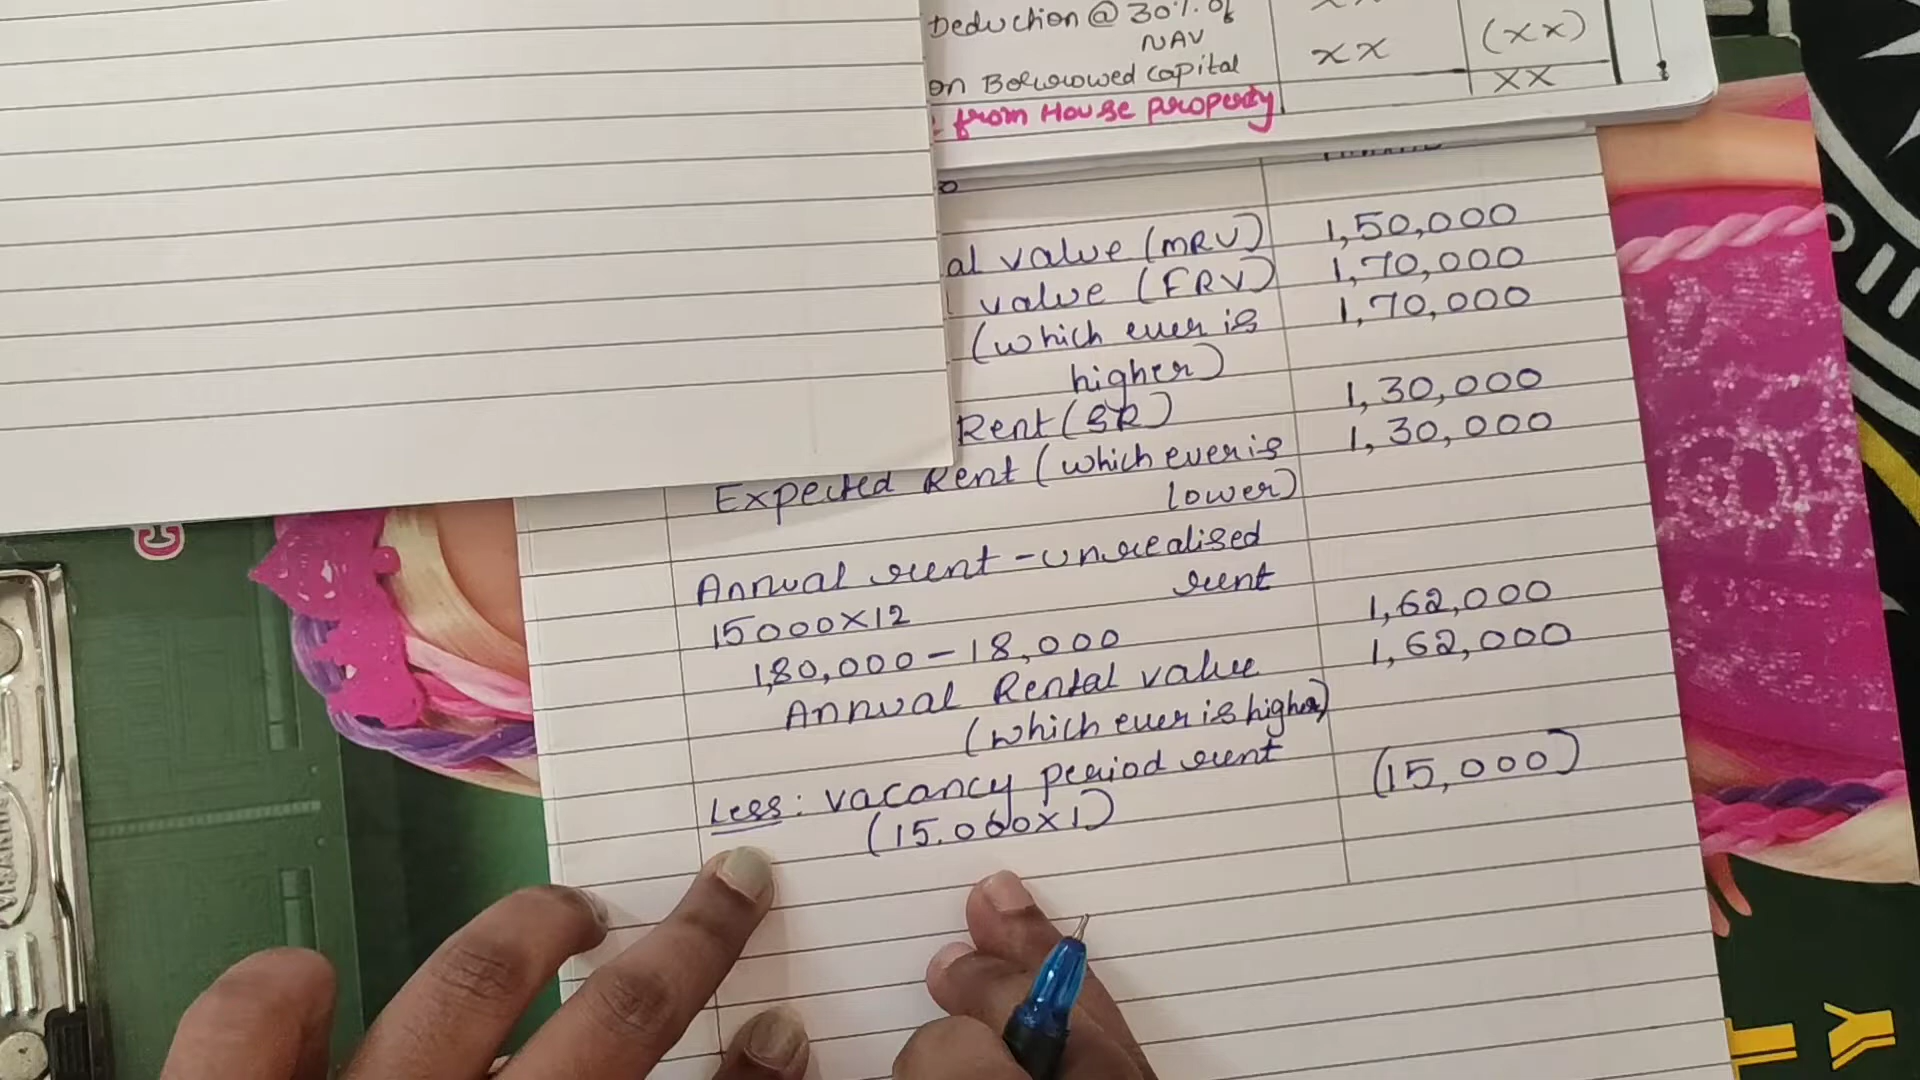 Deduction @ 30% of
NAV
xx
(xx)
on Borrowed capital
xx
from House property
al value (MRV) 1,50,000
value (FRV) 1,70,000
(which ever is 1,70,000
higher)
Rent (SR) 1,30,000
Expected Rent (which ever is 1,30,000
lower)
Annual rent - unrealised
rent
15000x12
1,80,000 - 18,000 1,62,000
Annual Rental value 1,62,000
(which ever is higher)
Less: vacancy period rent (15,000)
(15.000x1)